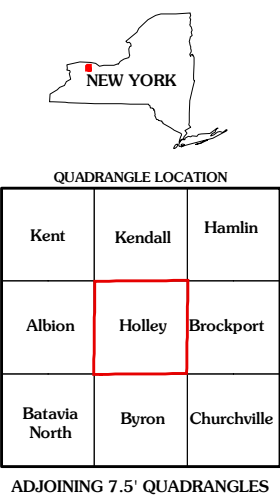 NEW YORK
QUADRANGLE LOCATION
Kent Kendall Hamlin
Albion Holley Brockport
Batavia
North Byron Churchville
ADJOINING 7.5' QUADRANGLES